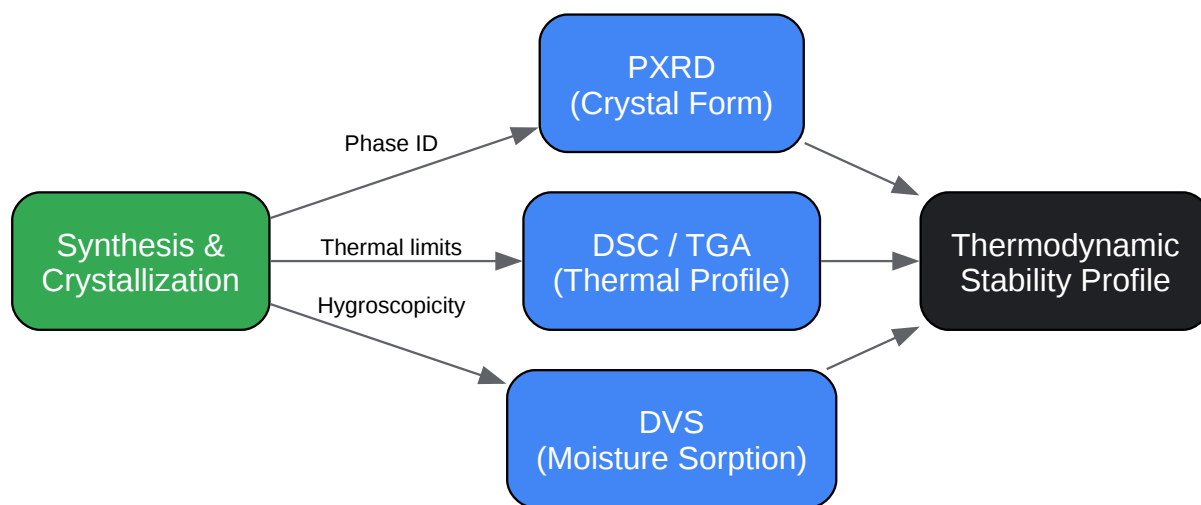 PXRD
(Crystal Form)
Phase ID
Synthesis &
Crystallization
Thermal limits
DSC / TGA
(Thermal Profile)
Thermodynamic
Stability Profile
Hygroscopicity
DVS
(Moisture Sorption)